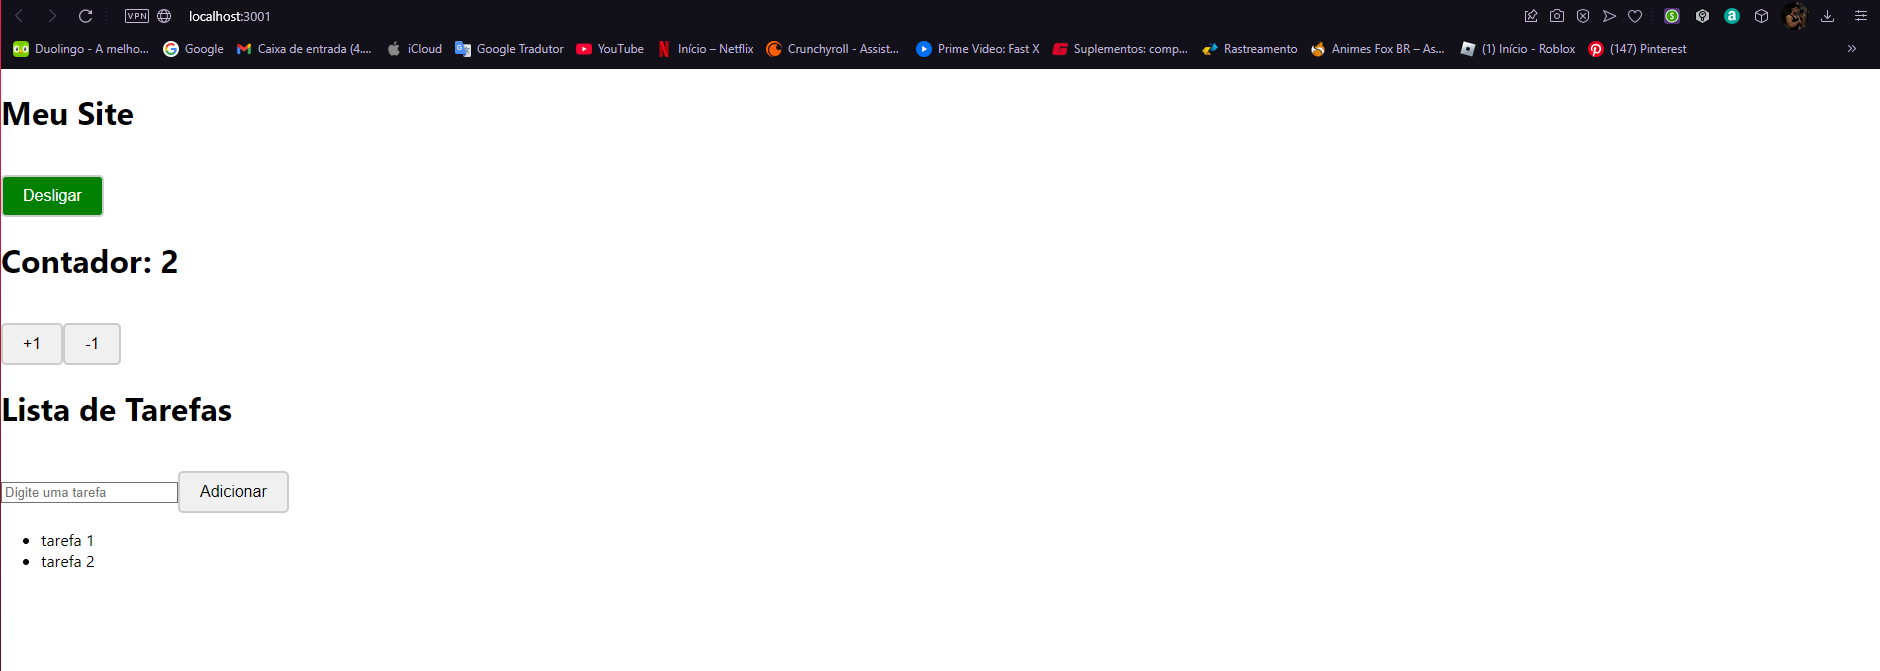 VPN localhost:3001
Duolingo - A melho... Google Caixa de entrada (4.... iCloud Google Tradutor YouTube Início – Netflix Crunchyroll - Assist... Prime Video: Fast X Suplementos: comp... Rastreamento Animes Fox BR – As... (1) Início - Roblox (147) Pinterest »
Meu Site
Desligar
Contador: 2
+1 -1
Lista de Tarefas
Digite uma tarefa Adicionar
tarefa 1
tarefa 2